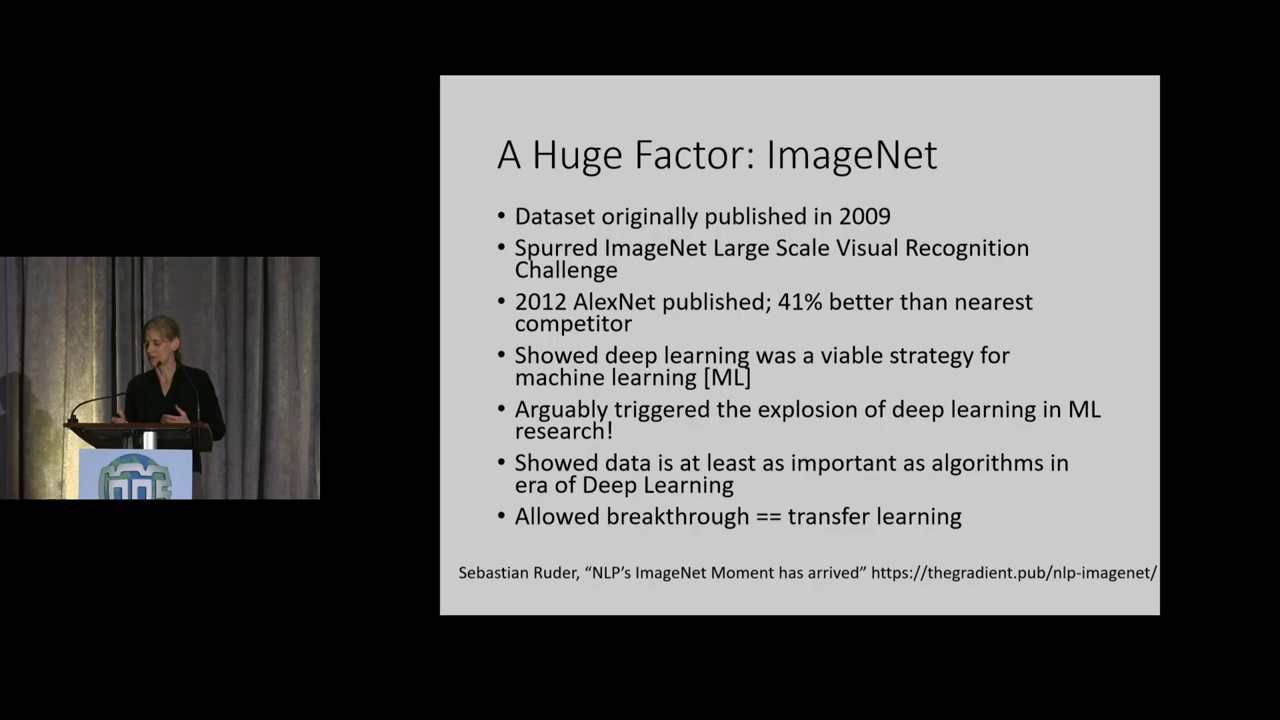 A Huge Factor: ImageNet
• Dataset originally published in 2009
• Spurred ImageNet Large Scale Visual Recognition
Challenge
• 2012 AlexNet published; 41% better than nearest
competitor
• Showed deep learning was a viable strategy for
machine learning [ML]
• Arguably triggered the explosion of deep learning in ML
research!
• Showed data is at least as important as algorithms in
era of Deep Learning
• Allowed breakthrough == transfer learning
Sebastian Ruder, “NLP’s ImageNet Moment has arrived” https://thegradient.pub/nlp-imagenet/